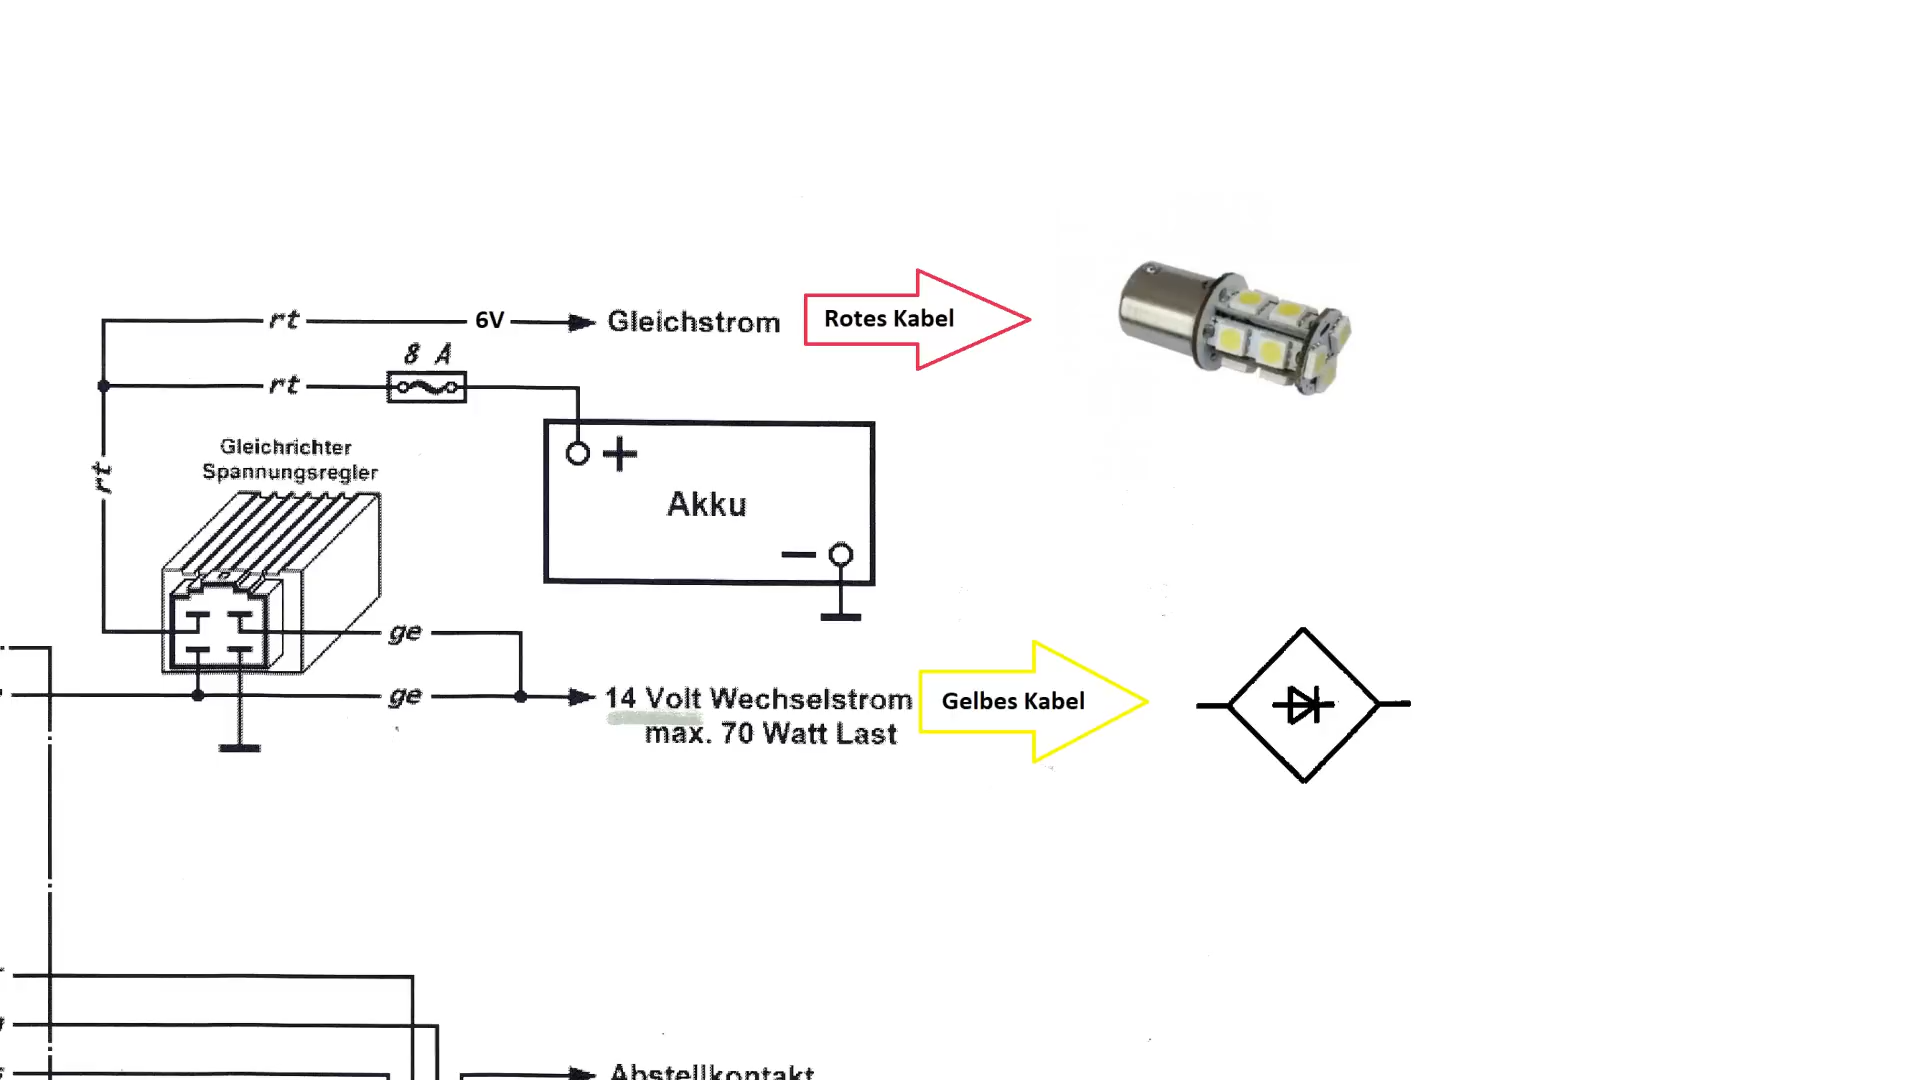 rt 6V Gleichstrom
Rotes Kabel
8 A
rt
Gleichrichter
Spannungsregler
rt
+
Akku
−
ge
ge 14 Volt Wechselstrom
max. 70 Watt Last
Gelbes Kabel
Abstellkontakt